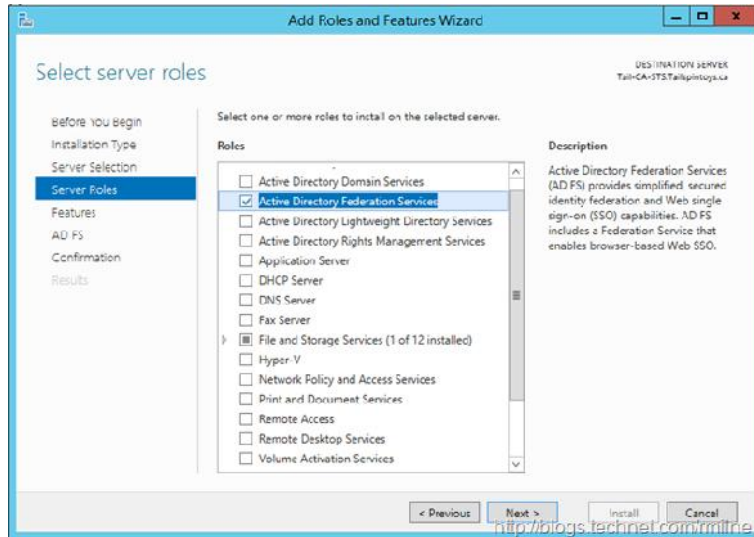 Add Roles and Features Wizard
Select server roles
DESTINATION SERVER
Tail-CA-STS.Tailspintoys.ca
Before You Begin
Installation Type
Server Selection
Server Roles
Features
AD FS
Confirmation
Results
Select one or more roles to install on the selected server.
Roles
Active Directory Domain Services
Active Directory Federation Services
Active Directory Lightweight Directory Services
Active Directory Rights Management Services
Application Server
DHCP Server
DNS Server
Fax Server
File and Storage Services (1 of 12 installed)
Hyper-V
Network Policy and Access Services
Print and Document Services
Remote Access
Remote Desktop Services
Volume Activation Services
Description
Active Directory Federation Services
(AD FS) provides simplified, secured
identity federation and Web single
sign-on (SSO) capabilities. AD FS
includes a Federation Service that
enables browser-based Web SSO.
< Previous
Next >
Install
Cancel
http://blogs.technet.com/rmilne